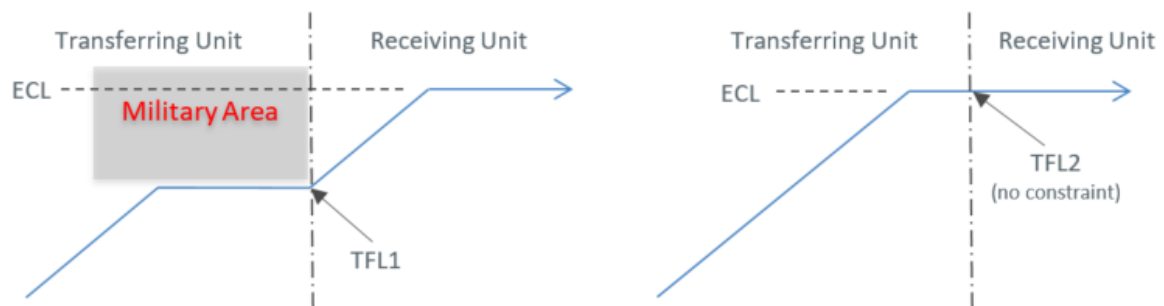 Transferring Unit
Receiving Unit
ECL
Military Area
TFL1
Transferring Unit
Receiving Unit
ECL
TFL2
(no constraint)